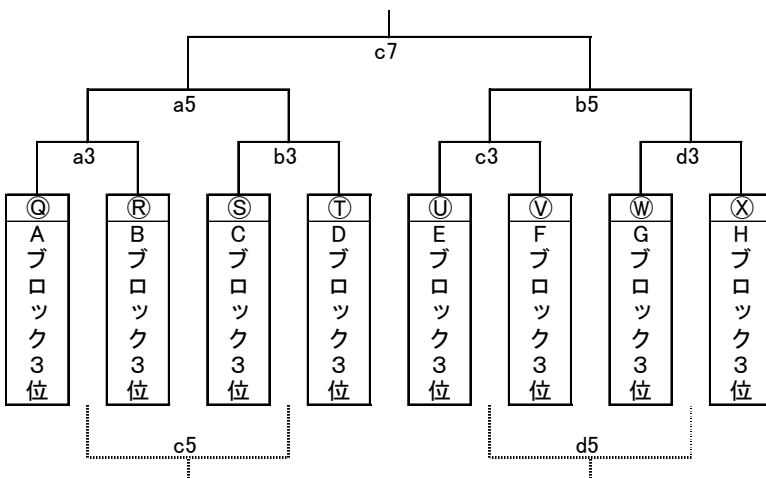 c7
a5 b5
a3 b3 c3 d3
Ⓠ Ⓡ Ⓢ Ⓣ Ⓤ Ⓥ Ⓦ Ⓧ
Aブロック3位
Bブロック3位
Cブロック3位
Dブロック3位
Eブロック3位
Fブロック3位
Gブロック3位
Hブロック3位
c5 d5